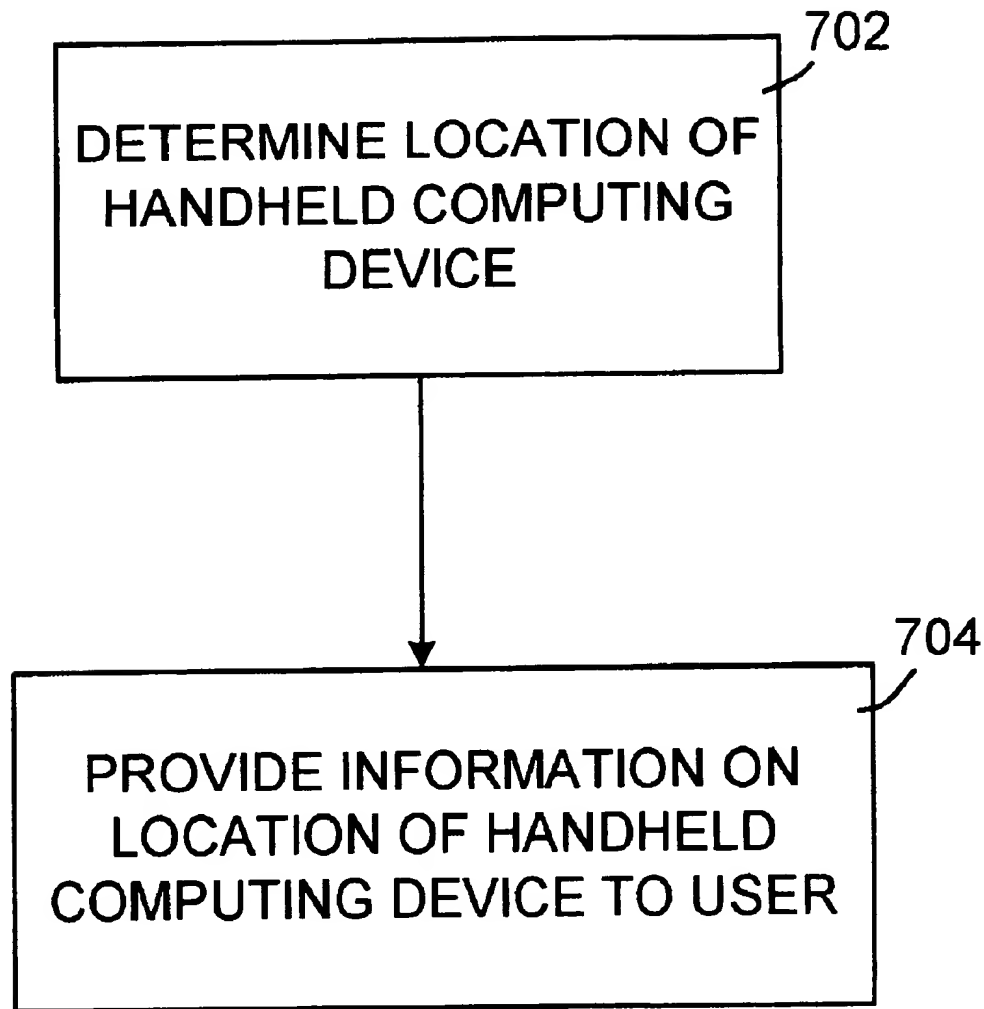 702
DETERMINE LOCATION OF
HANDHELD COMPUTING
DEVICE
704
PROVIDE INFORMATION ON
LOCATION OF HANDHELD
COMPUTING DEVICE TO USER